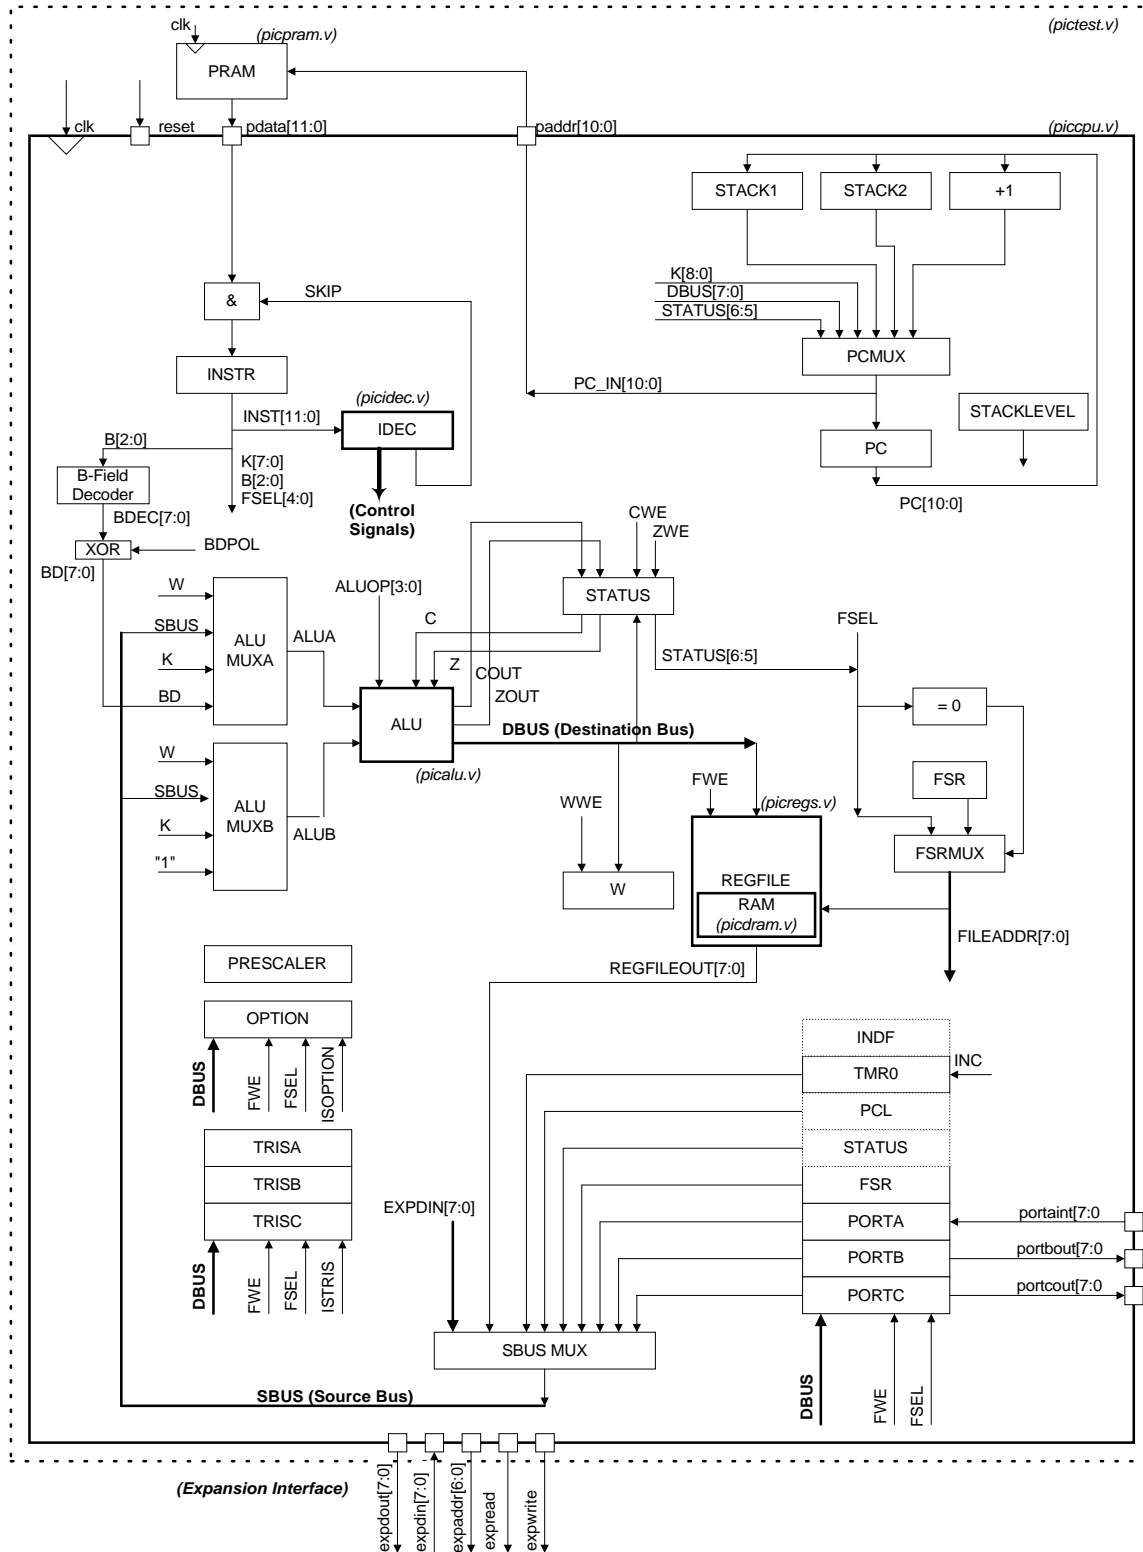 clk
(picpram.v)
(pictest.v)
PRAM
clk
reset
pdata[11:0]
paddr[10:0]
(piccpu.v)
STACK1
STACK2
+1
K[8:0]
DBUS[7:0]
STATUS[6:5]
SKIP
&
PCMUX
INSTR
PC_IN[10:0]
(picidec.v)
INST[11:0]
IDEC
STACKLEVEL
B[2:0]
PC
K[7:0]
B[2:0]
FSEL[4:0]
B-Field
Decoder
PC[10:0]
BDEC[7:0]
(Control
Signals)
CWE
ZWE
XOR
BDPOL
BD[7:0]
W
ALUOP[3:0]
STATUS
SBUS
ALU
MUXA
ALUA
C
FSEL
K
Z
COUT
STATUS[6:5]
ZOUT
BD
ALU
= 0
DBUS (Destination Bus)
W
(picalu.v)
FWE
(picregs.v)
FSR
SBUS
ALU
MUXB
WWE
ALUB
K
FSRMUX
"1"
REGFILE
W
RAM
(picdram.v)
FILEADDR[7:0]
PRESCALER
REGFILEOUT[7:0]
OPTION
INDF
TMR0
INC
DBUS
FWE
FSEL
ISOPTION
PCL
TRISA
STATUS
TRISB
FSR
TRISC
EXPDIN[7:0]
PORTA
portaint[7:0
PORTB
portbout[7:0
DBUS
FWE
FSEL
ISTRIS
PORTC
portcout[7:0
SBUS MUX
SBUS (Source Bus)
DBUS
FWE
FSEL
(Expansion Interface)
expdout[7:0]
expdin[7:0]
expaddr[6:0]
expread
expwrite